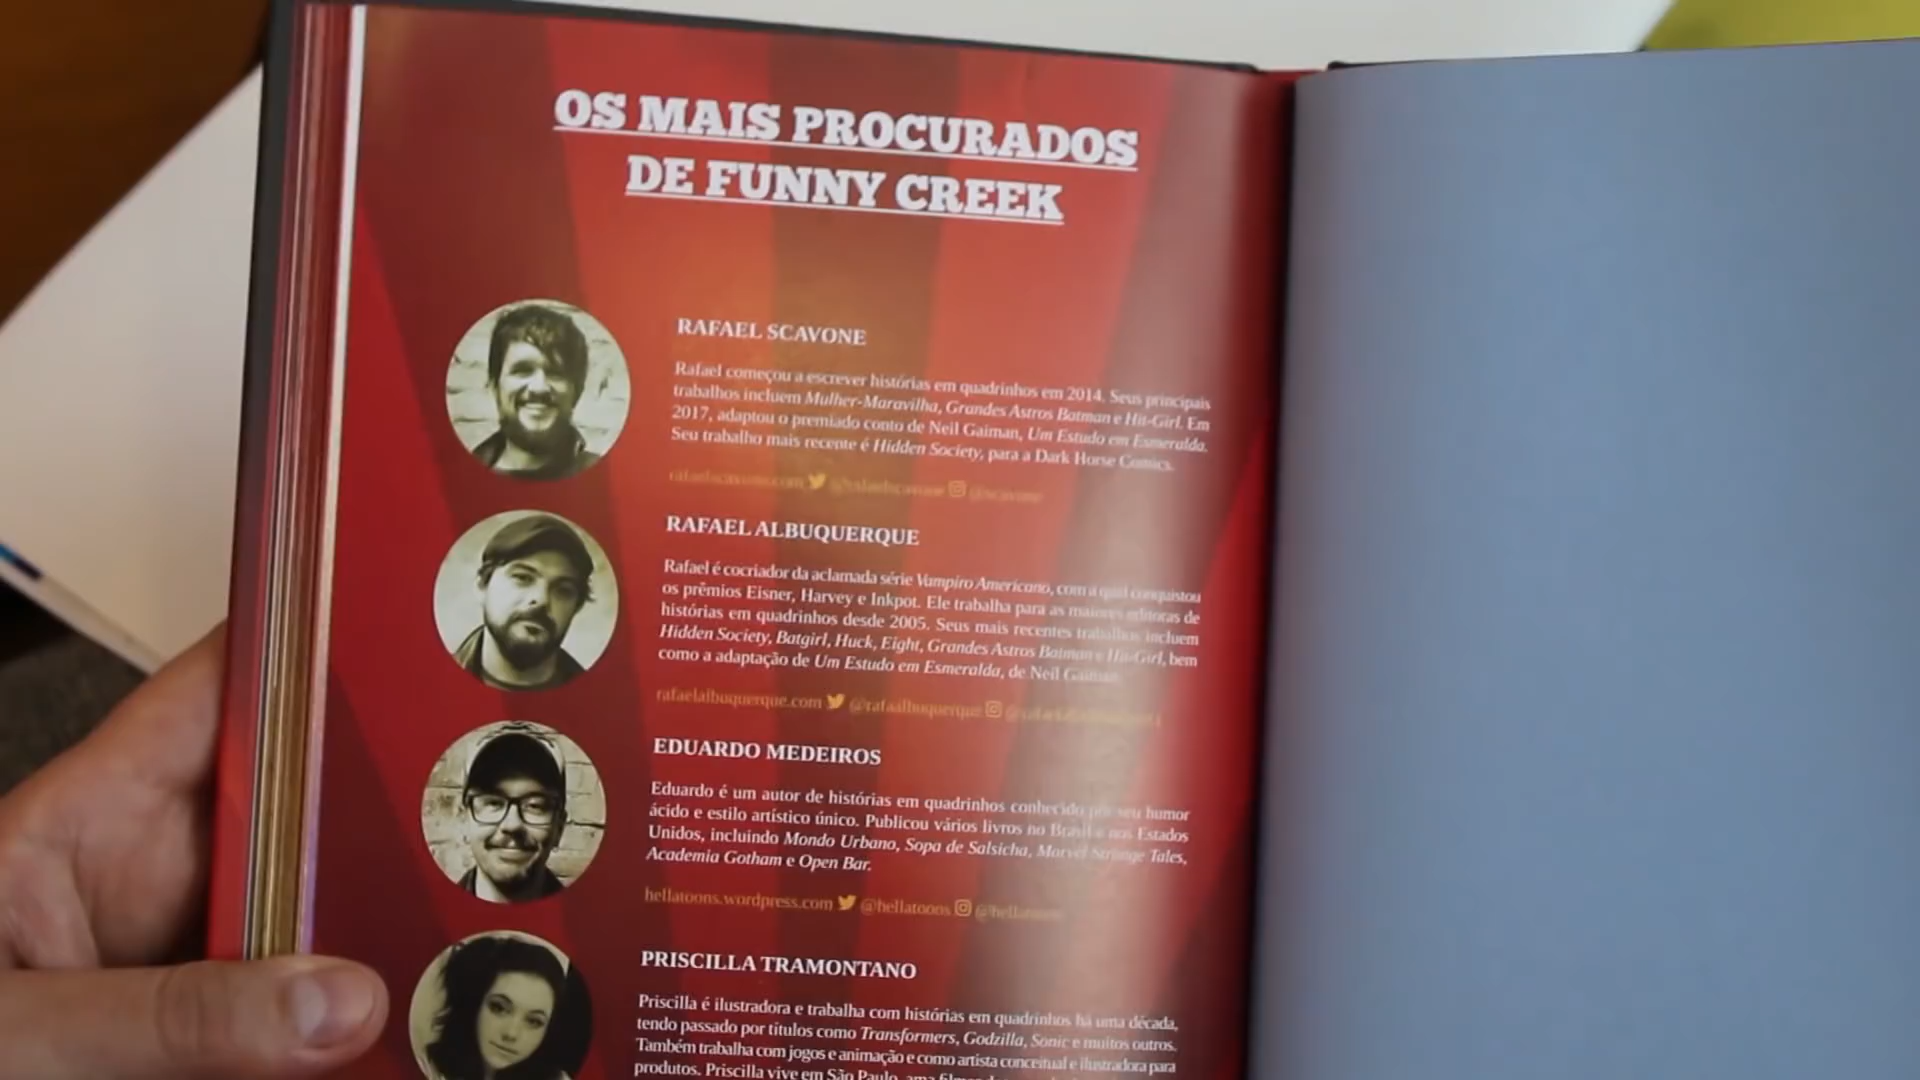 OS MAIS PROCURADOS
DE FUNNY CREEK
RAFAEL SCAVONE
Rafael começou a escrever histórias em quadrinhos em 2014. Seus principais
trabalhos incluem Mulher-Maravilha, Grandes Astros Batman e Hit-Girl. Em
2017, adaptou o premiado conto de Neil Gaiman, Um Estudo em Esmeralda.
Seu trabalho mais recente é Hidden Society, para a Dark Horse Comics.
rafaelscavone.com @rafaelscavone @scavone
RAFAEL ALBUQUERQUE
Rafael é cocriador da aclamada série Vampiro Americano, com a qual conquistou
os prêmios Eisner, Harvey e Inkpot. Ele trabalha para as maiores editoras de
histórias em quadrinhos desde 2005. Seus mais recentes trabalhos incluem
Hidden Society, Batgirl, Huck, Eight, Grandes Astros Batman e Hit-Girl, bem
como a adaptação de Um Estudo em Esmeralda, de Neil Gaiman.
rafaelalbuquerque.com @rafaalbuquerque
EDUARDO MEDEIROS
Eduardo é um autor de histórias em quadrinhos conhecido por seu humor
ácido e estilo artístico único. Publicou vários livros no Brasil e nos Estados
Unidos, incluindo Mondo Urbano, Sopa de Salsicha, Marvel Strange Tales,
Academia Gotham e Open Bar.
hellatoons.wordpress.com @hellatoons @hellatoons
PRISCILLA TRAMONTANO
Priscilla é ilustradora e trabalha com histórias em quadrinhos há uma década,
tendo passado por títulos como Transformers, Godzilla, Sonic e muitos outros.
Também trabalha com jogos e animação e como artista conceitual e ilustradora para
produtos. Priscilla vive em São Paulo, ama